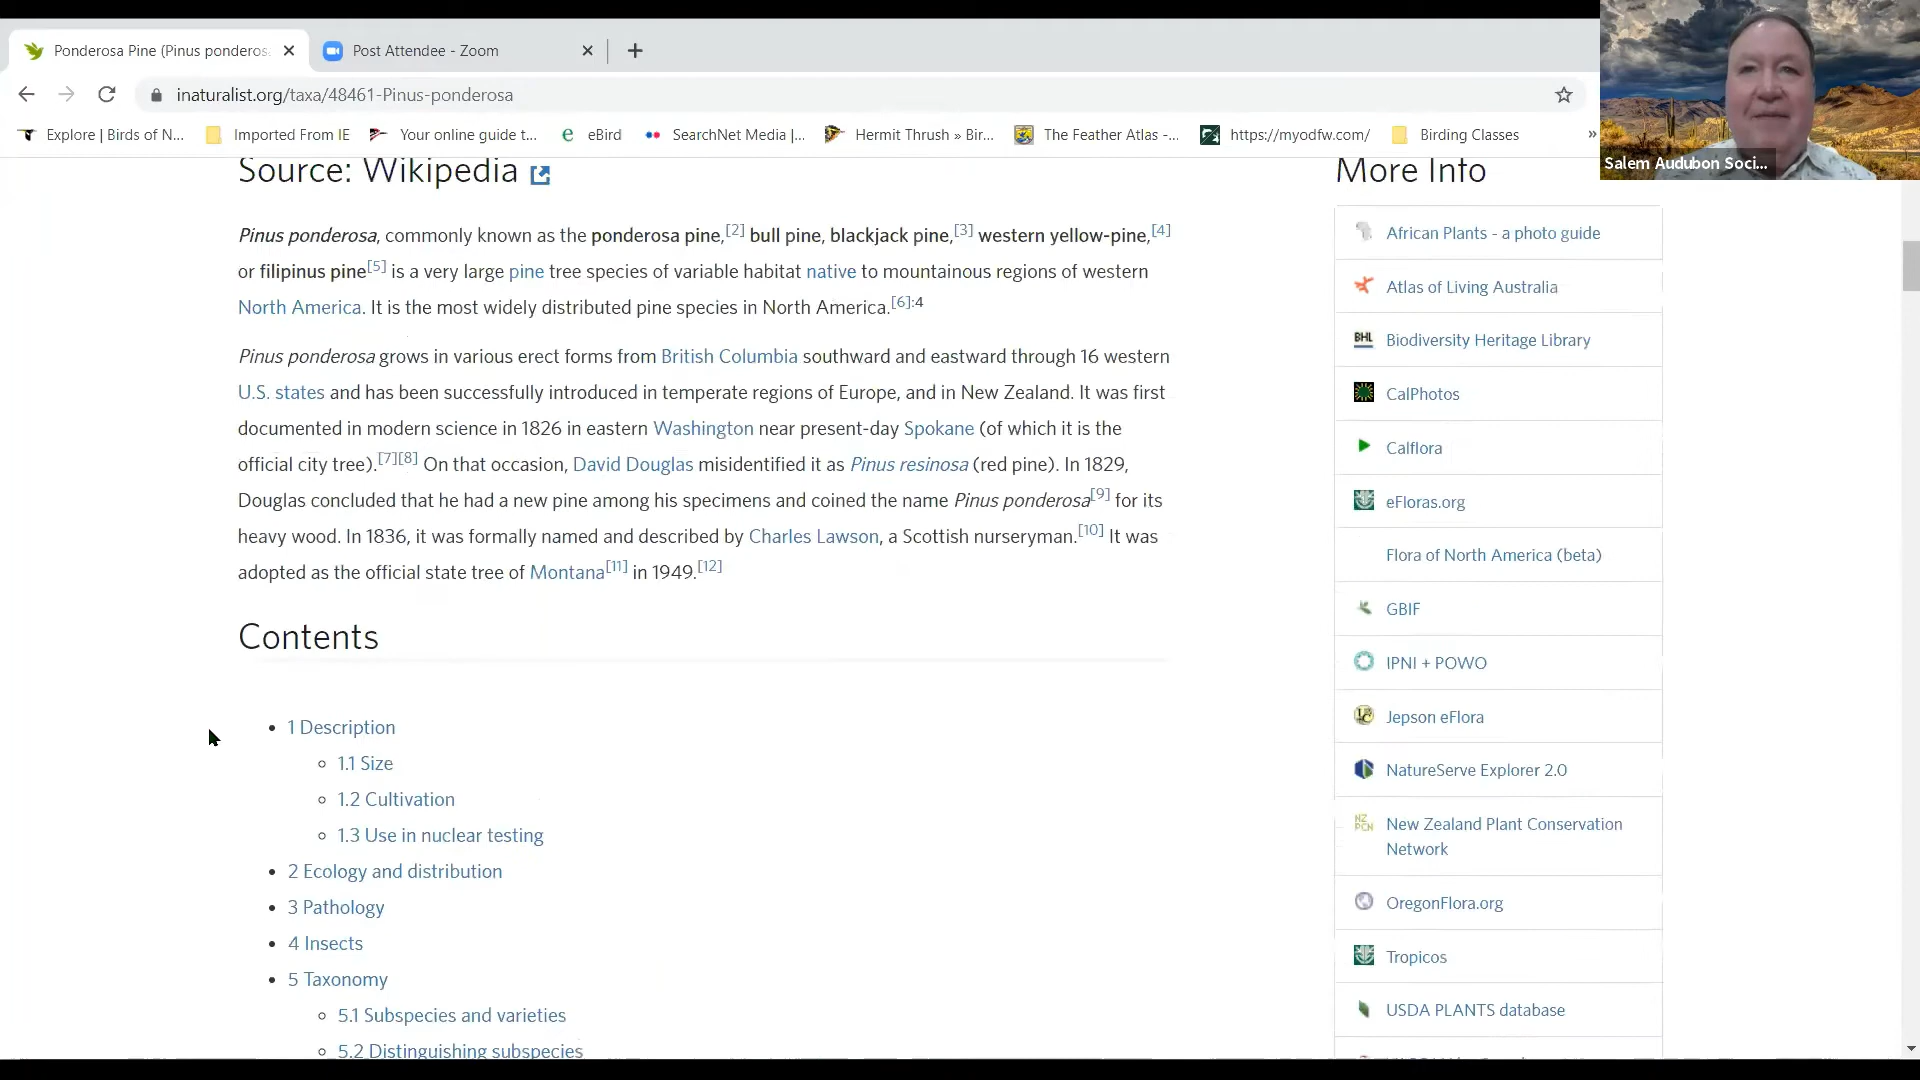 Ponderosa Pine (Pinus ponderos
Post Attendee - Zoom
inaturalist.org/taxa/48461-Pinus-ponderosa
Explore | Birds of N...
Imported From IE
Your online guide t...
eBird
SearchNet Media |...
Hermit Thrush » Bir...
The Feather Atlas -...
https://myodfw.com/
Birding Classes
»
Salem Audubon Soci...
Source: Wikipedia
Pinus ponderosa, commonly known as the ponderosa pine,[2] bull pine, blackjack pine,[3] western yellow-pine,[4]
or filipinus pine[5] is a very large pine tree species of variable habitat native to mountainous regions of western
North America. It is the most widely distributed pine species in North America.[6]:4
Pinus ponderosa grows in various erect forms from British Columbia southward and eastward through 16 western
U.S. states and has been successfully introduced in temperate regions of Europe, and in New Zealand. It was first
documented in modern science in 1826 in eastern Washington near present-day Spokane (of which it is the
official city tree).[7][8] On that occasion, David Douglas misidentified it as Pinus resinosa (red pine). In 1829,
Douglas concluded that he had a new pine among his specimens and coined the name Pinus ponderosa[9] for its
heavy wood. In 1836, it was formally named and described by Charles Lawson, a Scottish nurseryman.[10] It was
adopted as the official state tree of Montana[11] in 1949.[12]
Contents
1 Description
1.1 Size
1.2 Cultivation
1.3 Use in nuclear testing
2 Ecology and distribution
3 Pathology
4 Insects
5 Taxonomy
5.1 Subspecies and varieties
5.2 Distinguishing subspecies
More Info
African Plants - a photo guide
Atlas of Living Australia
BHL Biodiversity Heritage Library
CalPhotos
Calflora
eFloras.org
Flora of North America (beta)
GBIF
IPNI + POWO
Jepson eFlora
NatureServe Explorer 2.0
NZPCN
New Zealand Plant Conservation
Network
OregonFlora.org
Tropicos
USDA PLANTS database